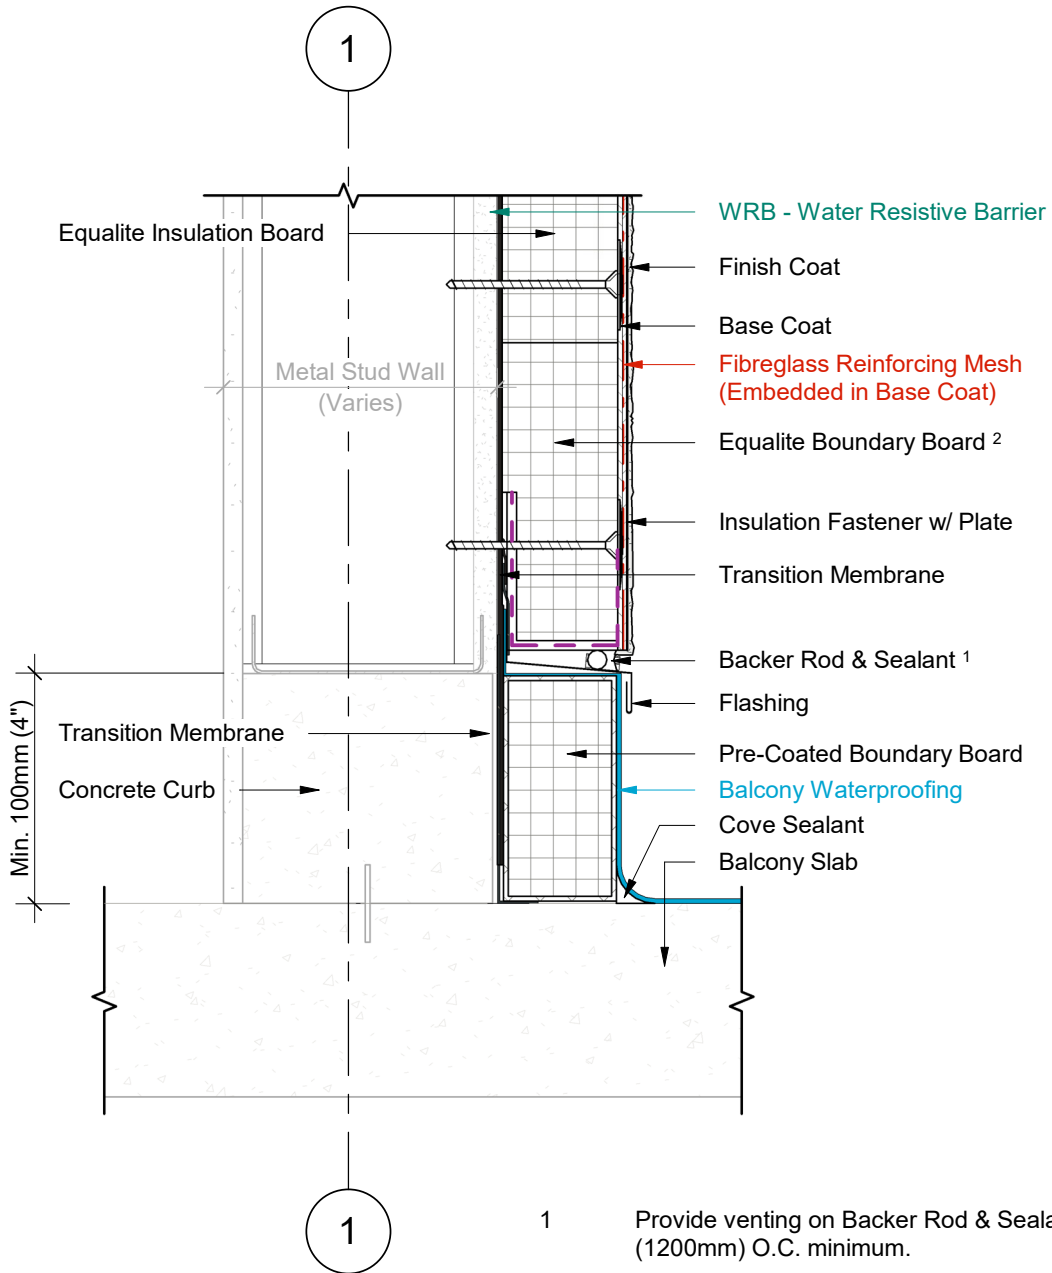 1
Equalite Insulation Board
Metal Stud Wall
(Varies)
Min. 100mm (4")
Transition Membrane
Concrete Curb
WRB - Water Resistive Barrier
Finish Coat
Base Coat
Fibreglass Reinforcing Mesh
(Embedded in Base Coat)
Equalite Boundary Board 2
Insulation Fastener w/ Plate
Transition Membrane
Backer Rod & Sealant 1
Flashing
Pre-Coated Boundary Board
Balcony Waterproofing
Cove Sealant
Balcony Slab
1
1 Provide venting on Backer Rod &
(1200mm) O.C. minimum.